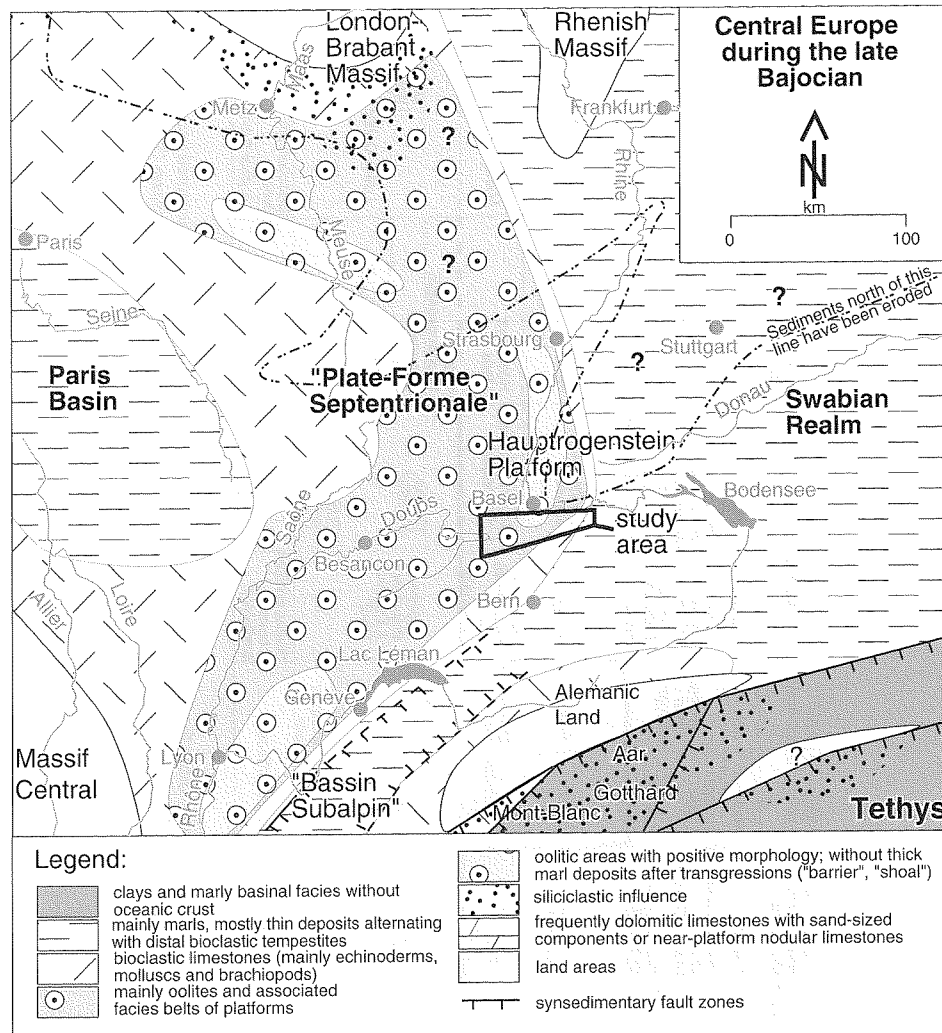 London-
Brabant
Massif
Rhenish
Massif
Central Europe
during the late
Bajocian
N
km
0 100
Maas
Metz
Frankfurt
Rhine
?
Meuse
?
Paris
Seine
Strasbourg
?
Stuttgart
?
Sediments north of this
line have been eroded
Paris
Basin
"Plate-Forme
Septentrionale"
Donau
Swabian
Realm
Hauptrogenstein
Platform
Basel
Bodensee
study
area
Saône
Doubs
Besançon
Bern
Allier
Loire
Lac Léman
Genève
Alemanic
Land
Massif
Central
Lyon
Rhône
"Bassin
Subalpin"
Aar
Gotthard
Mont-Blanc
?
Tethys
Legend:
clays and marly basinal facies without
oceanic crust
mainly marls, mostly thin deposits alternating
with distal bioclastic tempestites
bioclastic limestones (mainly echinoderms,
molluscs and brachiopods)
mainly oolites and associated
facies belts of platforms
oolitic areas with positive morphology; without thick
marl deposits after transgressions ("barrier", "shoal")
siliciclastic influence
frequently dolomitic limestones with sand-sized
components or near-platform nodular limestones
land areas
synsedimentary fault zones